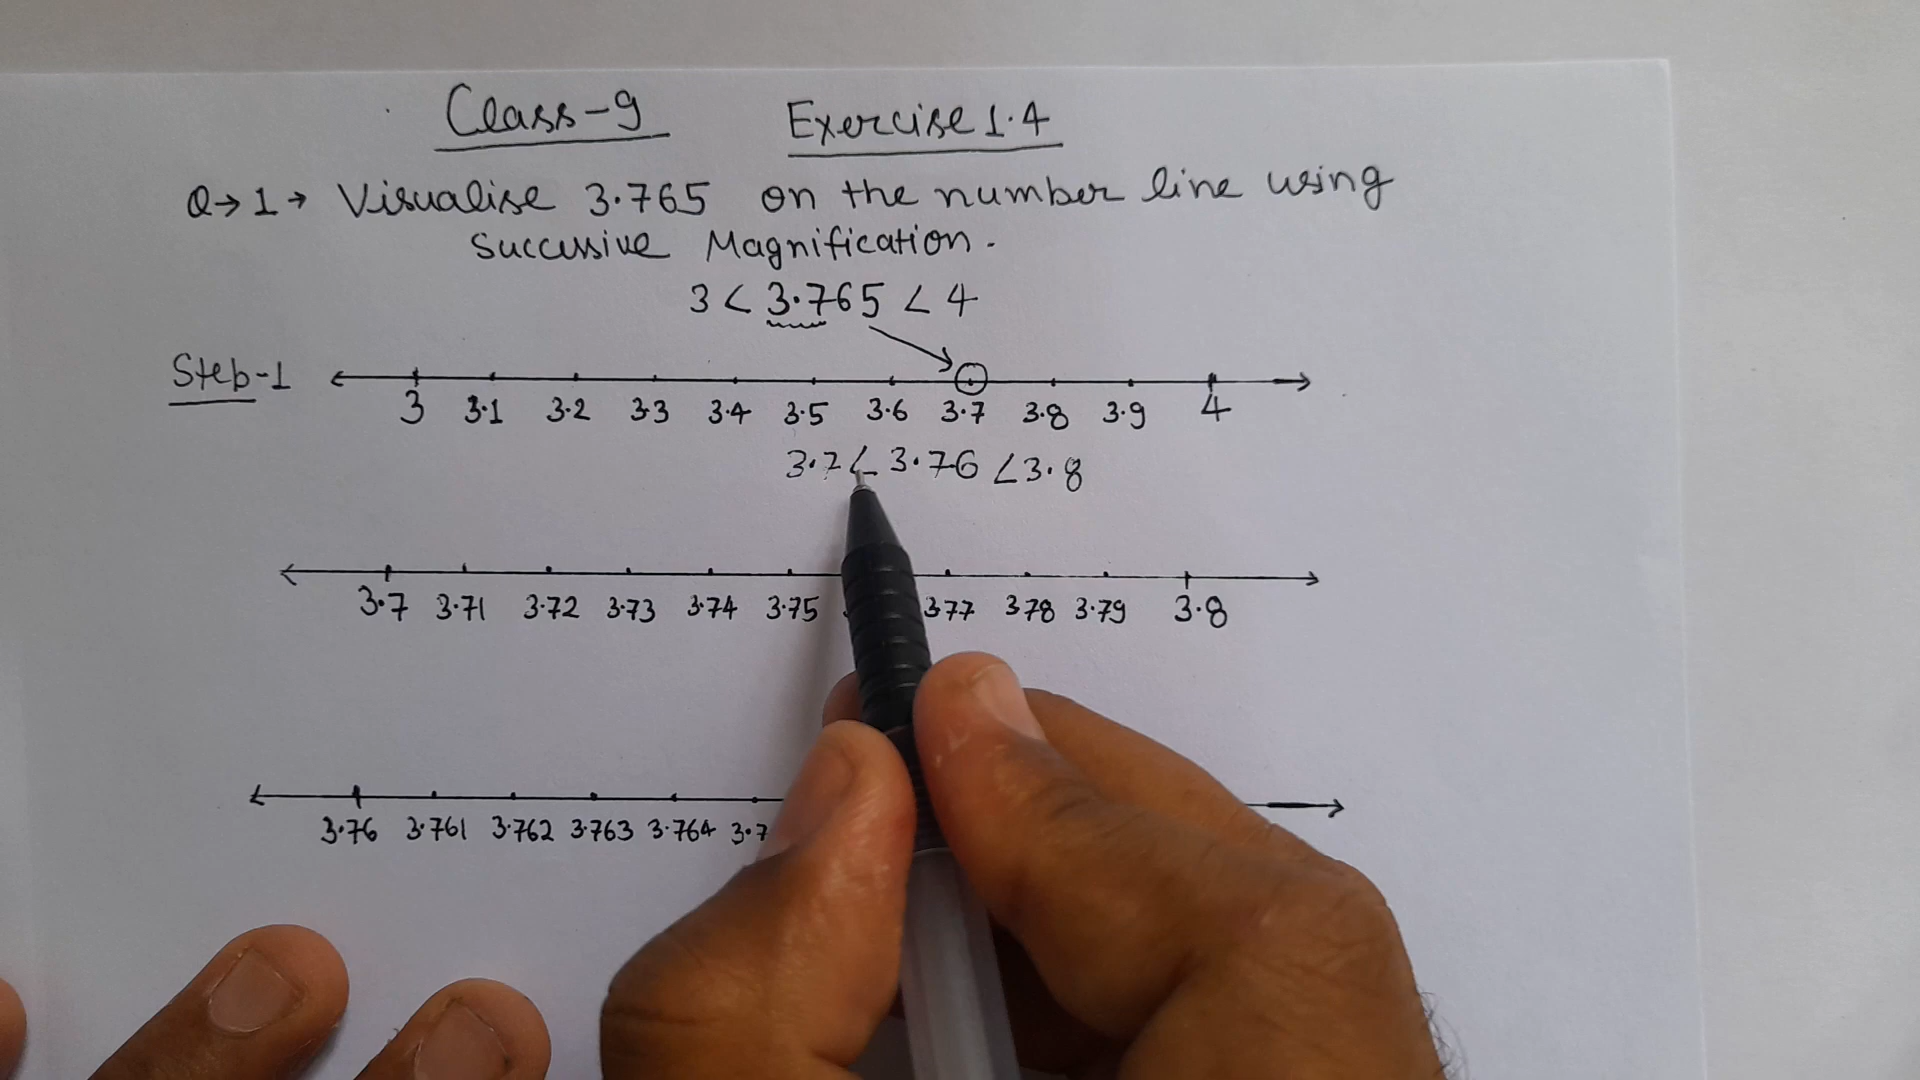 Class-9 Exercise 1.4
Q→1→ Visualise 3.765 on the number line using
Successive Magnification.
3 < 3.765 < 4
Step-1
3 3.1 3.2 3.3 3.4 3.5 3.6 3.7 3.8 3.9 4
3.7 < 3.76 < 3.8
3.7 3.71 3.72 3.73 3.74 3.75 3.77 3.78 3.79 3.8
3.76 3.761 3.762 3.763 3.764 3.7